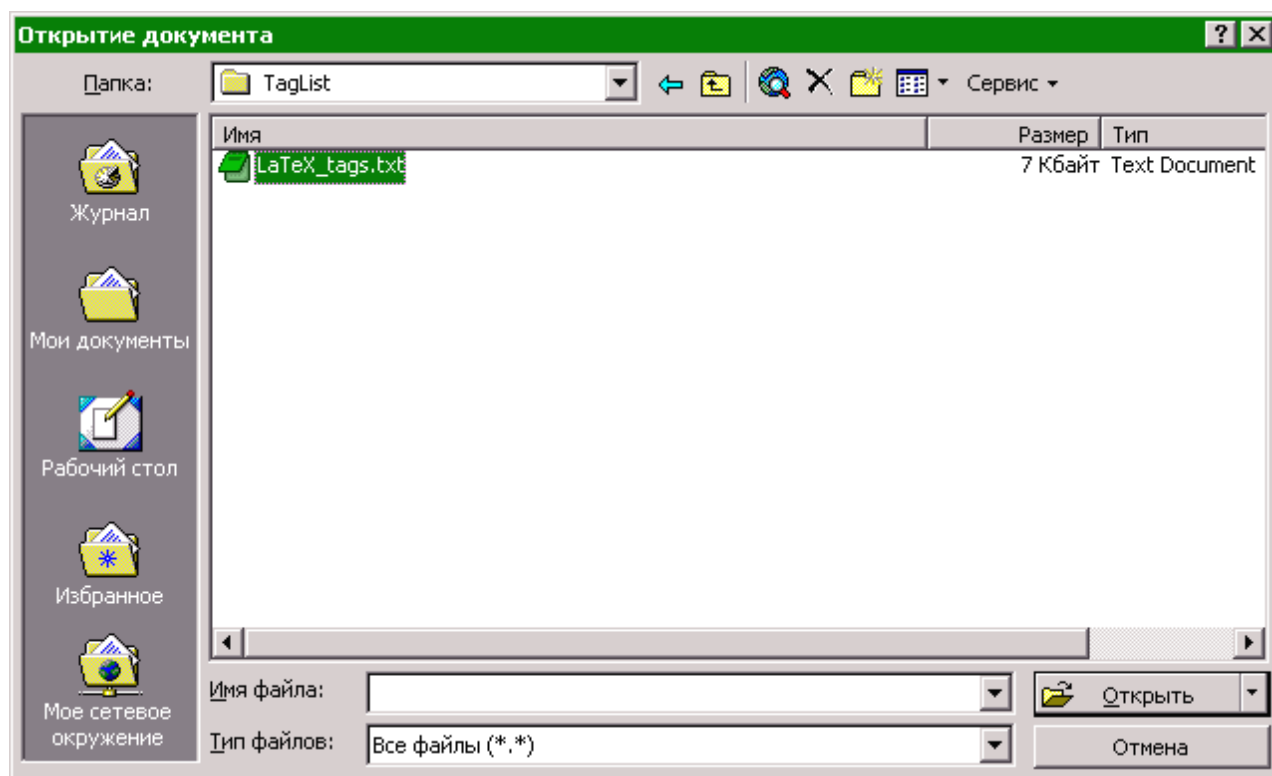 Открытие документа
Папка: TagList Сервис
Имя Размер Тип
LaTeX_tags.txt 7 Кбайт Text Document
Журнал
Мои документы
Рабочий стол
Избранное
Мое сетевое
окружение
Имя файла: Открыть
Тип файлов: Все файлы (*.*) Отмена